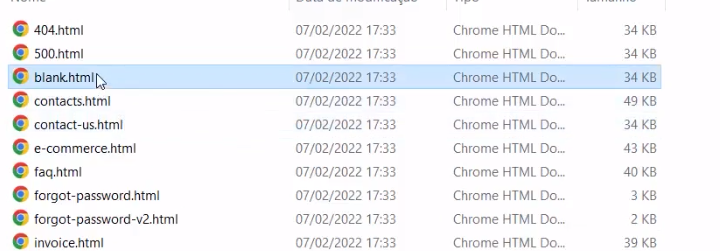 Nome Data de modificação Tipo Tamanho
404.html 07/02/2022 17:33 Chrome HTML Do... 34 KB
500.html 07/02/2022 17:33 Chrome HTML Do... 34 KB
blank.html 07/02/2022 17:33 Chrome HTML Do... 34 KB
contacts.html 07/02/2022 17:33 Chrome HTML Do... 49 KB
contact-us.html 07/02/2022 17:33 Chrome HTML Do... 34 KB
e-commerce.html 07/02/2022 17:33 Chrome HTML Do... 43 KB
faq.html 07/02/2022 17:33 Chrome HTML Do... 40 KB
forgot-password.html 07/02/2022 17:33 Chrome HTML Do... 3 KB
forgot-password-v2.html 07/02/2022 17:33 Chrome HTML Do... 2 KB
invoice.html 07/02/2022 17:33 Chrome HTML Do... 39 KB